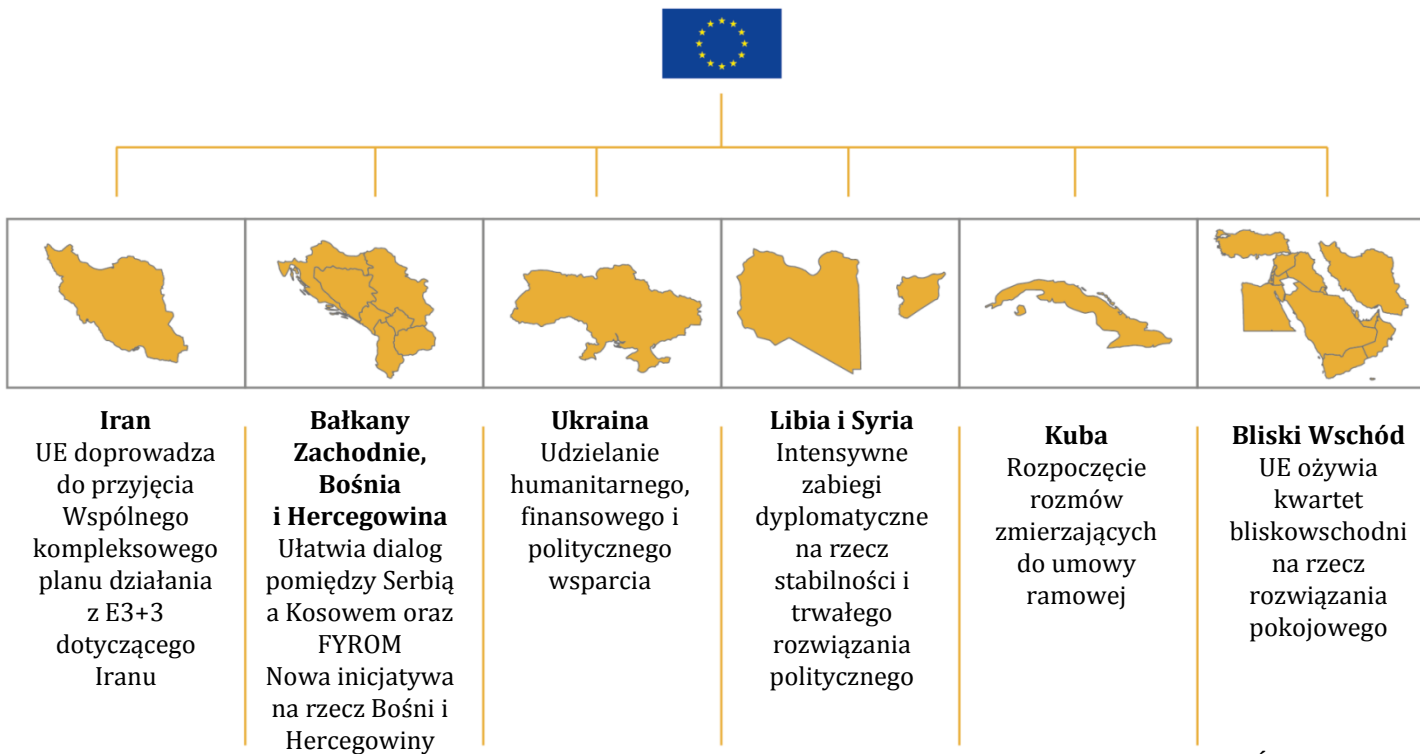 Iran
UE doprowadza
do przyjęcia
Wspólnego
kompleksowego
planu działania
z E3+3
dotyczącego
Iranu
Bałkany
Zachodnie,
Bośnia
i Hercegowina
Ułatwia dialog
pomiędzy Serbią
a Kosowem oraz
FYROM
Nowa inicjatywa
na rzecz Bośni i
Hercegowiny
Ukraina
Udzielanie
humanitarnego,
finansowego i
politycznego
wsparcia
Libia i Syria
Intensywne
zabiegi
dyplomatyczne
na rzecz
stabilności i
trwałego
rozwiązania
politycznego
Kuba
Rozpoczęcie
rozmów
zmierzających
do umowy
ramowej
Bliski Wschód
UE ożywia
kwartet
bliskowschodni
na rzecz
rozwiązania
pokojowego